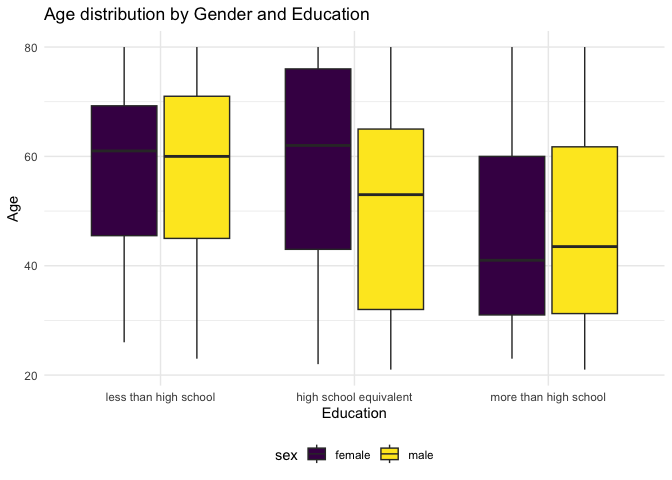 Age distribution by Gender and Education
80
60
40
20
Age
less than high school high school equivalent more than high school
Education
sex female male